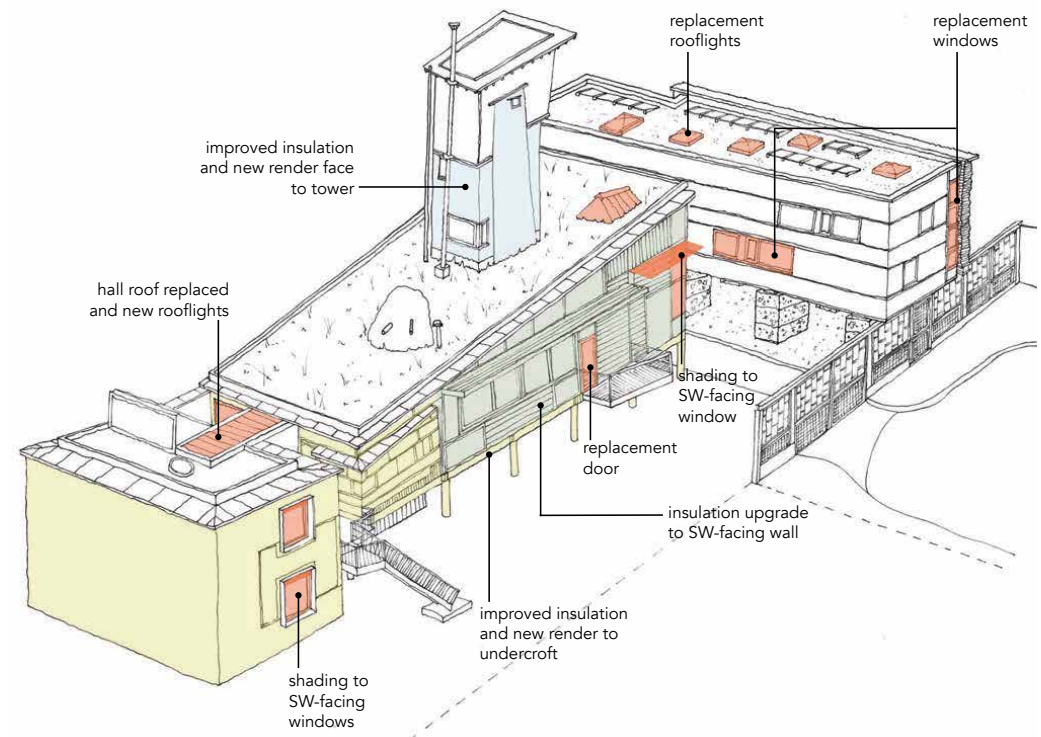 replacement
rooflights
replacement
windows
improved insulation
and new render face
to tower
hall roof replaced
and new rooflights
shading to
SW-facing
window
replacement
door
insulation upgrade
to SW-facing wall
improved insulation
and new render to
undercroft
shading to
SW-facing
windows